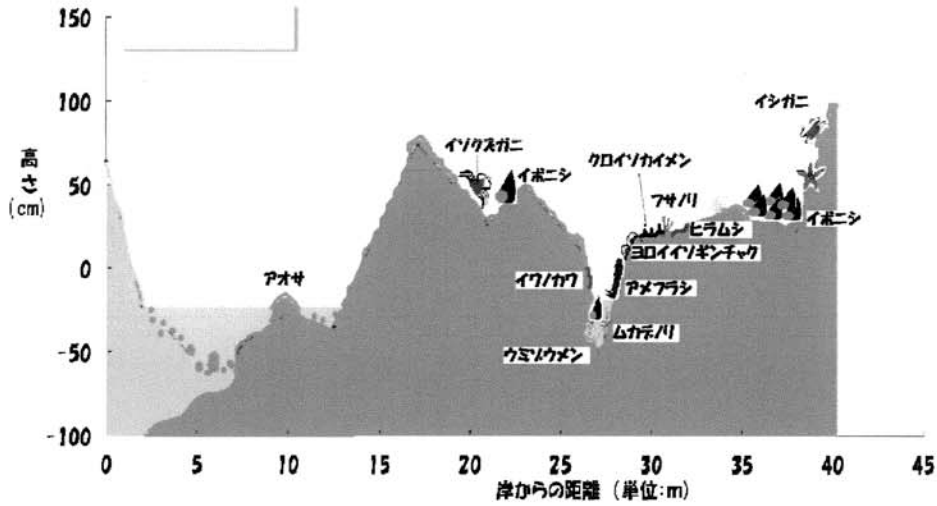 150
100
50
0
-50
-100
高さ
(cm)
0 5 10 15 20 25 30 35 40 45
岸からの距離 (単位:m)
イシガニ
イソクズガニ
クロイソカイメン
イボニシ
フサノリ
ヒラムシ
イボニシ
ヨロイイソギンチャク
アオサ
イワノカワ
アメフラシ
ムカデノリ
ウミゾウメン